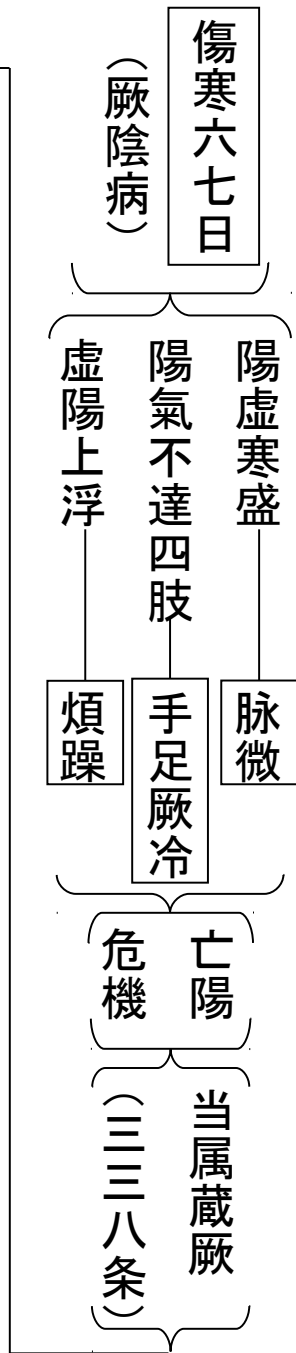 傷寒六七日
（厥陰病）
陽虚寒盛
陽氣不達四肢
虚陽上浮
脉微
手足厥冷
煩躁
亡陽
危機
当属蔵厥
（三三八条）